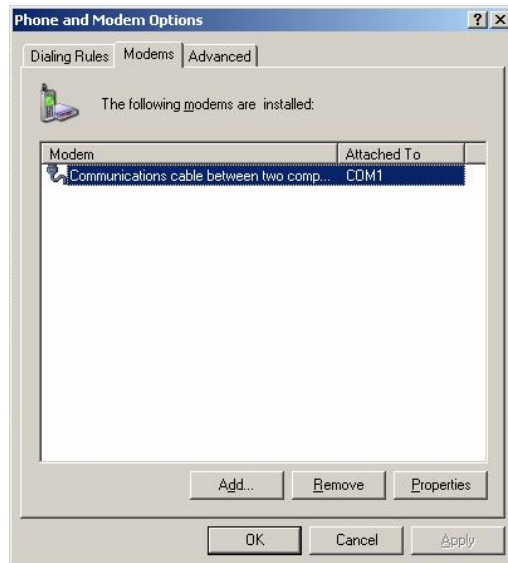 Phone and Modem Options
? X
Dialing Rules Modems Advanced
The following modems are installed:
Modem Attached To
Communications cable between two comp... COM1
Add... Remove Properties
OK Cancel Apply